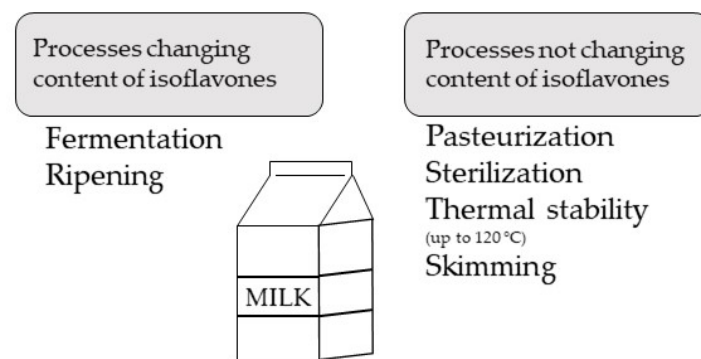 Processes changing
content of isoflavones
Fermentation
Ripening
MILK
Processes not changing
content of isoflavones
Pasteurization
Sterilization
Thermal stability
(up to 120 °C)
Skimming